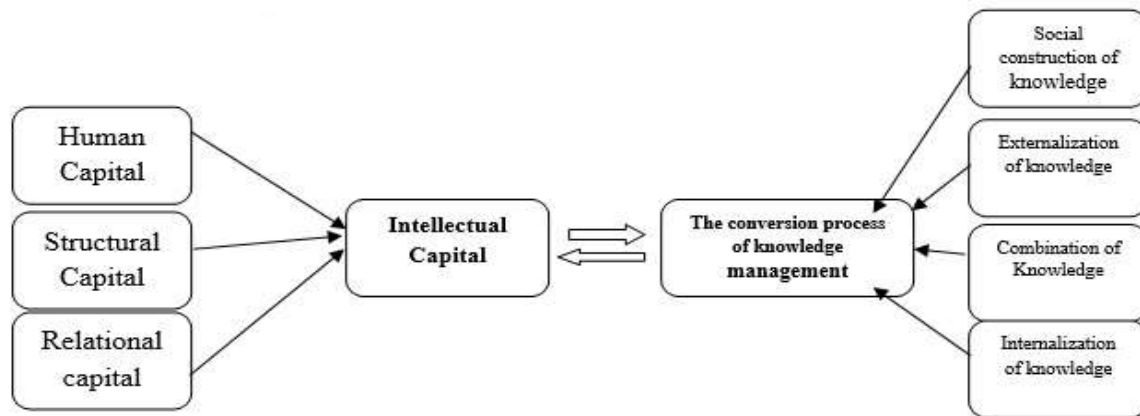 Human
Capital
Structural
Capital
Relational
capital
Intellectual
Capital
The conversion process
of knowledge
management
Social
construction of
knowledge
Externalization
of knowledge
Combination of
Knowledge
Internalization
of knowledge